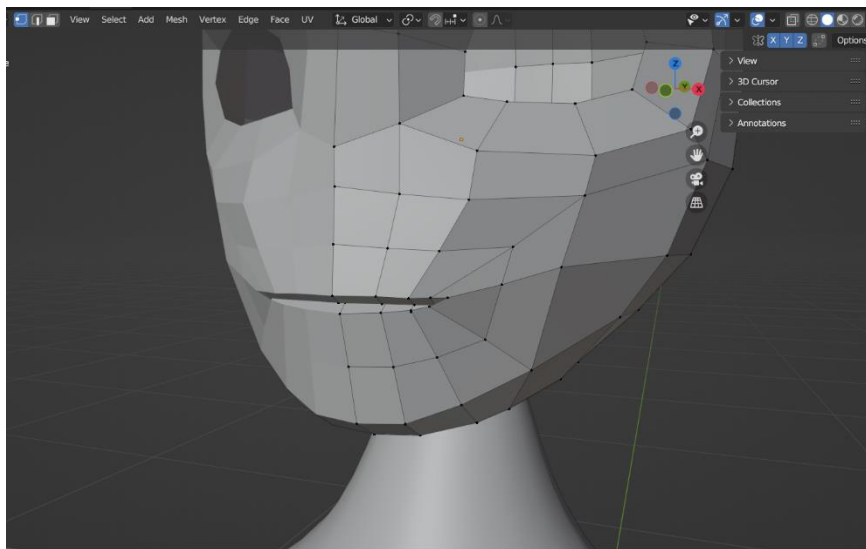 View Select Add Mesh Vertex Edge Face UV Global
X Y Z Options
View
3D Cursor
Collections
Annotations
Z
Y
X